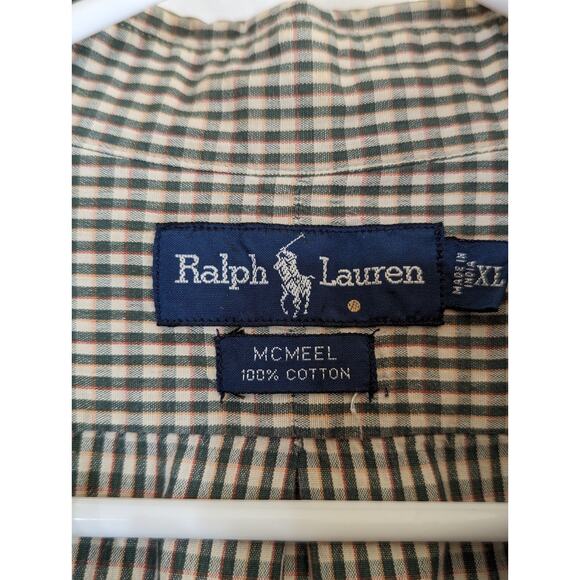 Ralph Lauren
MADE IN
INDIA
XL
MCMEEL
100% COTTON